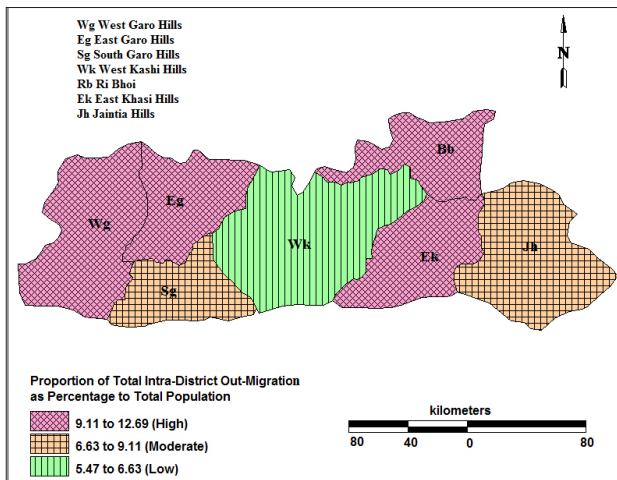 Wg West Garo Hills
Eg East Garo Hills
Sg South Garo Hills
Wk West Kashi Hills
Rb Ri Bhoi
Ek East Khasi Hills
Jh Jaintia Hills
N
Bb
Eg
Wg
Wk
Ek
Jh
Sg
Proportion of Total Intra-District Out-Migration
as Percentage to Total Population
9.11 to 12.69 (High)
6.63 to 9.11 (Moderate)
5.47 to 6.63 (Low)
kilometers
80 40 0 80